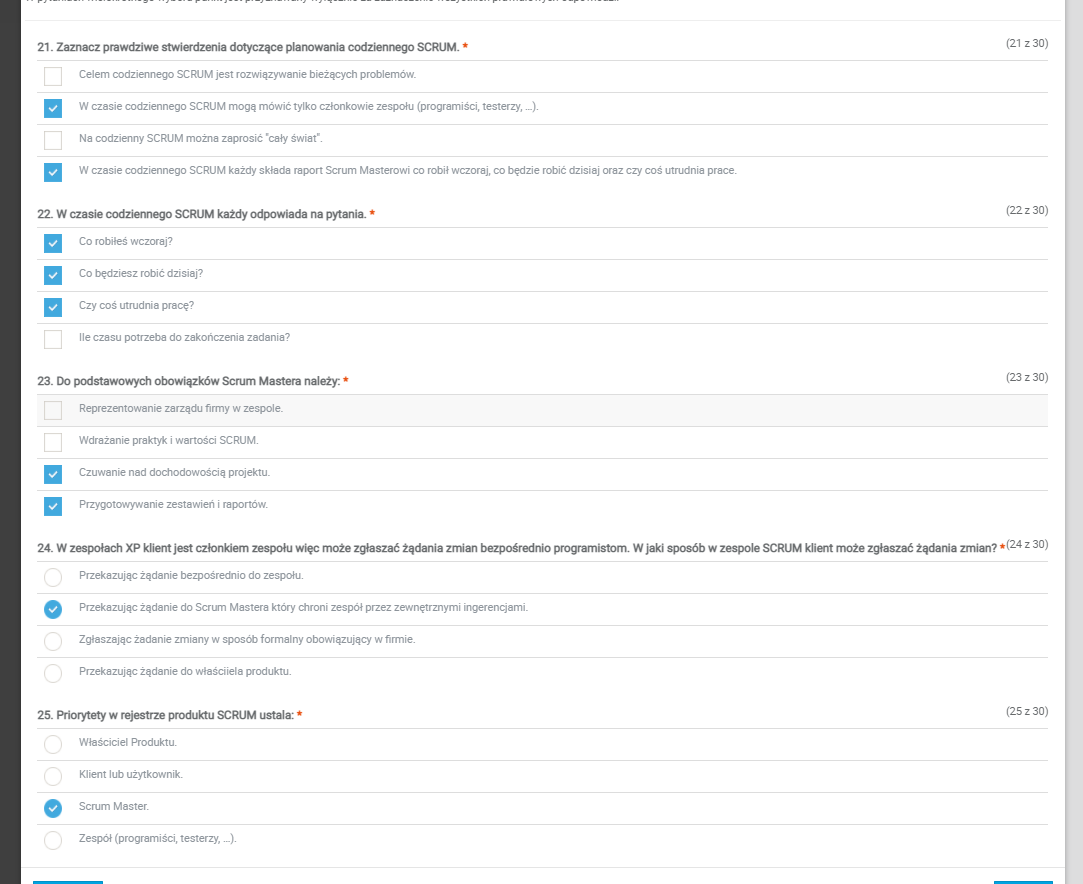 21. Zaznacz prawdziwe stwierdzenia dotyczące planowania codziennego SCRUM. *
(21 z 30)
Celem codziennego SCRUM jest rozwiązywanie bieżących problemów.
W czasie codziennego SCRUM mogą mówić tylko członkowie zespołu (programiści, testerzy, ...).
Na codzienny SCRUM można zaprosić "cały świat".
W czasie codziennego SCRUM każdy składa raport Scrum Masterowi co robił wczoraj, co będzie robić dzisiaj oraz czy coś utrudnia prace.
22. W czasie codziennego SCRUM każdy odpowiada na pytania. *
(22 z 30)
Co robiłeś wczoraj?
Co będziesz robić dzisiaj?
Czy coś utrudnia pracę?
Ile czasu potrzeba do zakończenia zadania?
23. Do podstawowych obowiązków Scrum Mastera należy: *
(23 z 30)
Reprezentowanie zarządu firmy w zespole.
Wdrażanie praktyk i wartości SCRUM.
Czuwanie nad dochodowością projektu.
Przygotowywanie zestawień i raportów.
24. W zespołach XP klient jest członkiem zespołu więc może zgłaszać żądania zmian bezpośrednio programistom. W jaki sposób w zespole SCRUM klient może zgłaszać żądania zmian? *
(24 z 30)
Przekazując żądanie bezpośrednio do zespołu.
Przekazując żądanie do Scrum Mastera który chroni zespół przez zewnętrznymi ingerencjami.
Zgłaszając żadanie zmiany w sposób formalny obowiązujący w firmie.
Przekazując żądanie do właściiela produktu.
25. Priorytety w rejestrze produktu SCRUM ustala: *
(25 z 30)
Właściciel Produktu.
Klient lub użytkownik.
Scrum Master.
Zespół (programiści, testerzy, ...).